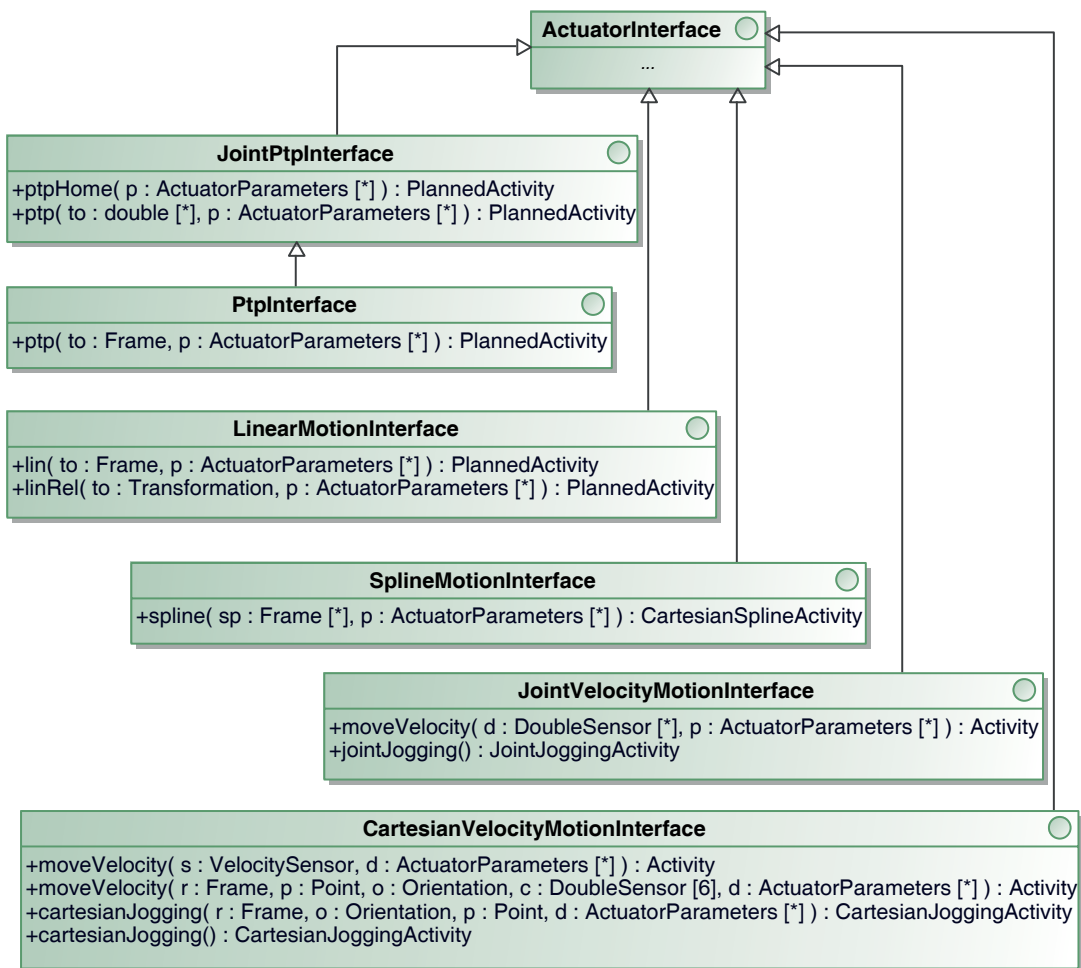 ActuatorInterface
...
JointPtpInterface
+ptpHome( p : ActuatorParameters [*] ) : PlannedActivity
+ptp( to : double [*], p : ActuatorParameters [*] ) : PlannedActivity
PtpInterface
+ptp( to : Frame, p : ActuatorParameters [*] ) : PlannedActivity
LinearMotionInterface
+lin( to : Frame, p : ActuatorParameters [*] ) : PlannedActivity
+linRel( to : Transformation, p : ActuatorParameters [*] ) : PlannedActivity
SplineMotionInterface
+spline( sp : Frame [*], p : ActuatorParameters [*] ) : CartesianSplineActivity
JointVelocityMotionInterface
+moveVelocity( d : DoubleSensor [*], p : ActuatorParameters [*] ) : Activity
+jointJogging() : JointJoggingActivity
CartesianVelocityMotionInterface
+moveVelocity( s : VelocitySensor, d : ActuatorParameters [*] ) : Activity
+moveVelocity( r : Frame, p : Point, o : Orientation, c : DoubleSensor [6], d : ActuatorParameters [*] ) : Activity
+cartesianJogging( r : Frame, o : Orientation, p : Point, d : ActuatorParameters [*] ) : CartesianJoggingActivity
+cartesianJogging() : CartesianJoggingActivity